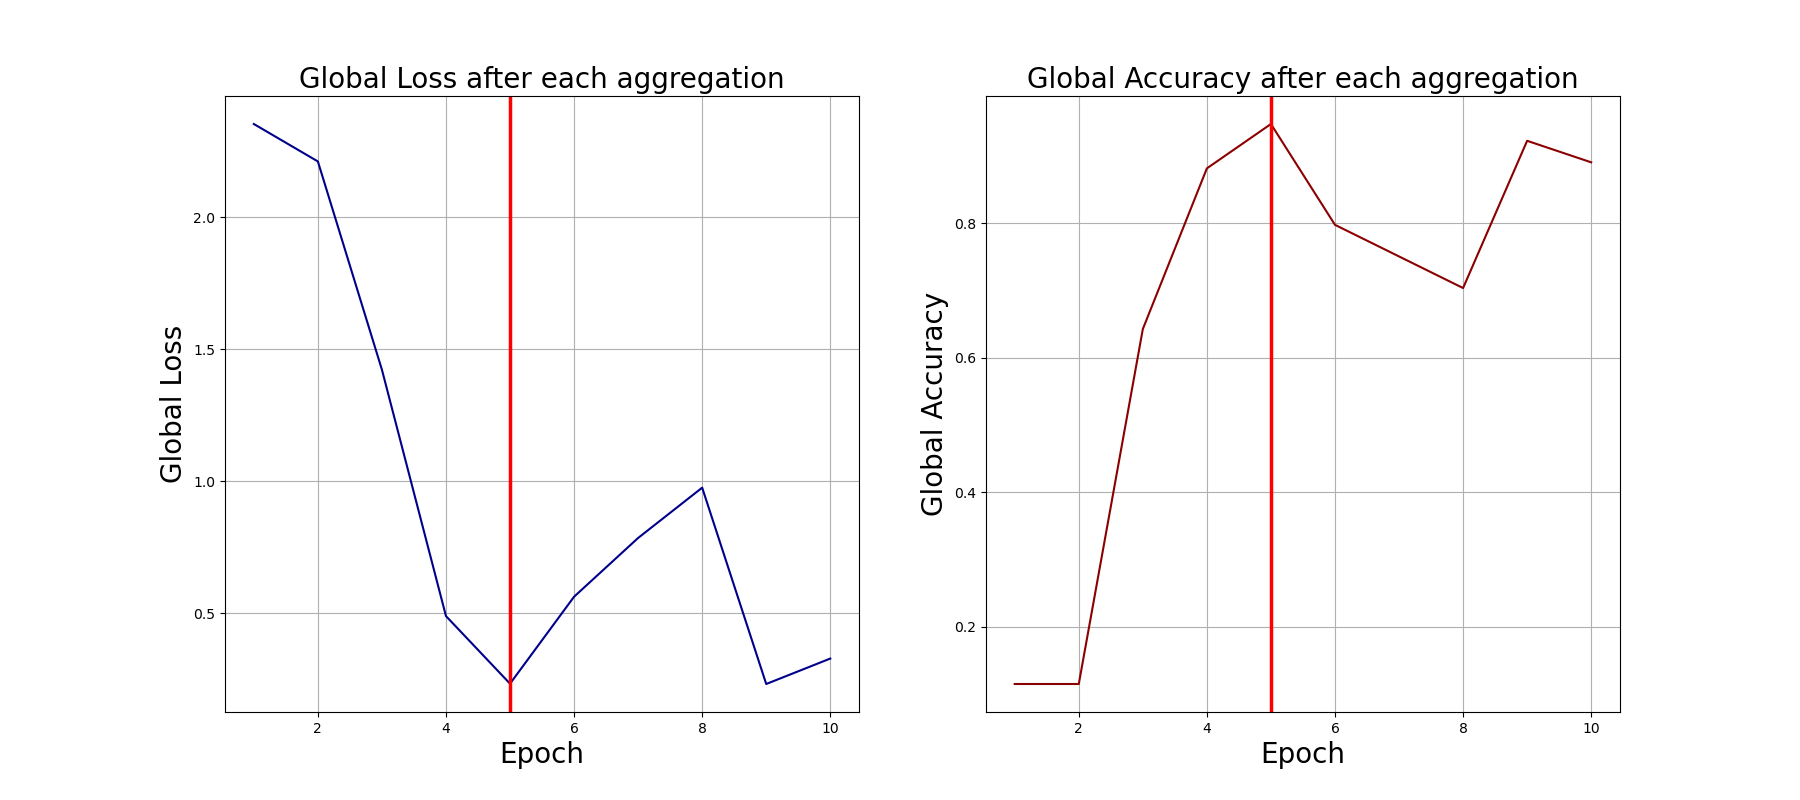 Global Loss after each aggregation
Global Loss
2.0
1.5
1.0
0.5
2 4 6 8 10
Epoch
Global Accuracy after each aggregation
Global Accuracy
0.8
0.6
0.4
0.2
2 4 6 8 10
Epoch